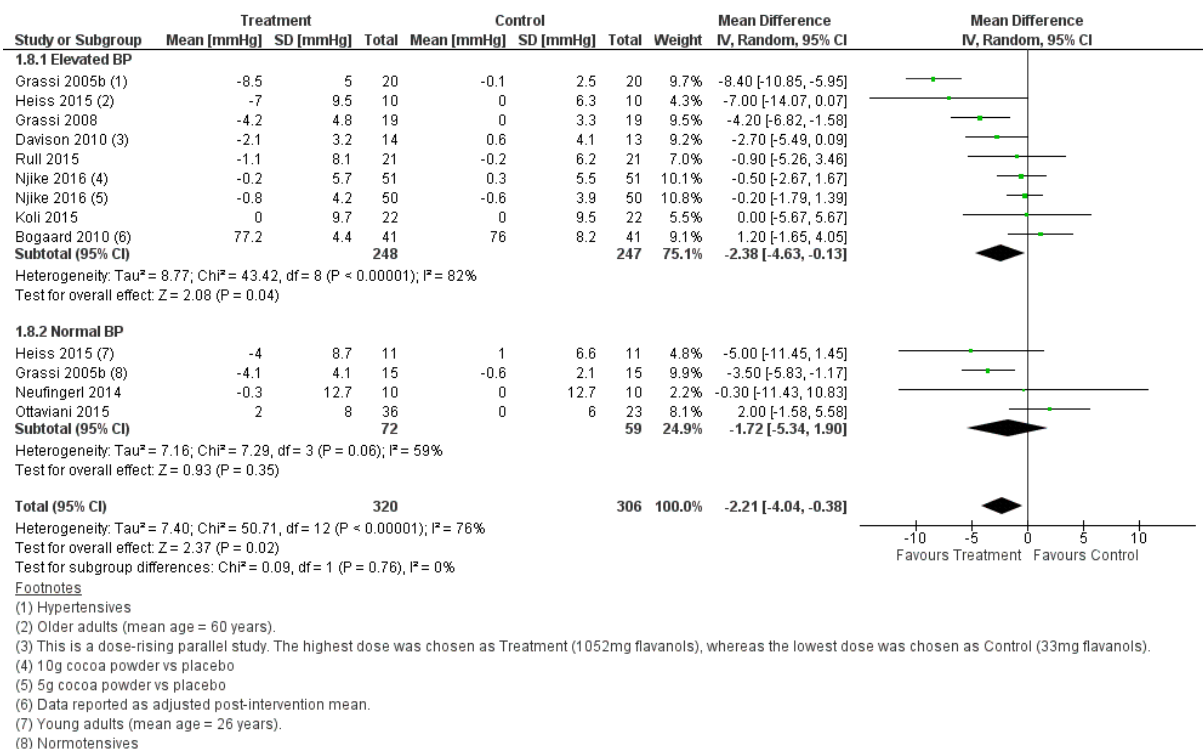 Treatment Control Mean Difference Mean Difference
Study or Subgroup Mean [mmHg] SD [mmHg] Total Mean [mmHg] SD [mmHg] Total Weight IV, Random, 95% CI IV, Random, 95% CI
1.8.1 Elevated BP
Grassi 2005b (1) -8.5 5 20 -0.1 2.5 20 9.7% -8.40 [-10.85, -5.95]
Heiss 2015 (2) -7 9.5 10 0 6.3 10 4.3% -7.00 [-14.07, 0.07]
Grassi 2008 -4.2 4.8 19 0 3.3 19 9.5% -4.20 [-6.82, -1.58]
Davison 2010 (3) -2.1 3.2 14 0.6 4.1 13 9.2% -2.70 [-5.49, 0.09]
Rull 2015 -1.1 8.1 21 -0.2 6.2 21 7.0% -0.90 [-5.26, 3.46]
Njike 2016 (4) -0.2 5.7 51 0.3 5.5 51 10.1% -0.50 [-2.67, 1.67]
Njike 2016 (5) -0.8 4.2 50 -0.6 3.9 50 10.8% -0.20 [-1.79, 1.39]
Koli 2015 0 9.7 22 0 9.5 22 5.5% 0.00 [-5.67, 5.67]
Bogaard 2010 (6) 77.2 4.4 41 76 8.2 41 9.1% 1.20 [-1.65, 4.05]
Subtotal (95% CI) 248 247 75.1% -2.38 [-4.63, -0.13]
Heterogeneity: Tau² = 8.77; Chi² = 43.42, df = 8 (P < 0.00001); I² = 82%
Test for overall effect: Z = 2.08 (P = 0.04)
1.8.2 Normal BP
Heiss 2015 (7) -4 8.7 11 1 6.6 11 4.8% -5.00 [-11.45, 1.45]
Grassi 2005b (8) -4.1 4.1 15 -0.6 2.1 15 9.9% -3.50 [-5.83, -1.17]
Neufingerl 2014 -0.3 12.7 10 0 12.7 10 2.2% -0.30 [-11.43, 10.83]
Ottaviani 2015 2 8 36 0 6 23 8.1% 2.00 [-1.58, 5.58]
Subtotal (95% CI) 72 59 24.9% -1.72 [-5.34, 1.90]
Heterogeneity: Tau² = 7.16; Chi² = 7.29, df = 3 (P = 0.06); I² = 59%
Test for overall effect: Z = 0.93 (P = 0.35)
Total (95% CI) 320 306 100.0% -2.21 [-4.04, -0.38]
Heterogeneity: Tau² = 7.40; Chi² = 50.71, df = 12 (P < 0.00001); I² = 76%
Test for overall effect: Z = 2.37 (P = 0.02)
Test for subgroup differences: Chi² = 0.09, df = 1 (P = 0.76), I² = 0%
-10 -5 0 5 10
Favours Treatment Favours Control
Footnotes
(1) Hypertensives
(2) Older adults (mean age = 60 years).
(3) This is a dose-rising parallel study. The highest dose was chosen as Treatment (1052mg flavanols), whereas the lowest dose was chosen as Control (33mg flavanols).
(4) 10g cocoa powder vs placebo
(5) 5g cocoa powder vs placebo
(6) Data reported as adjusted post-intervention mean.
(7) Young adults (mean age = 26 years).
(8) Normotensives